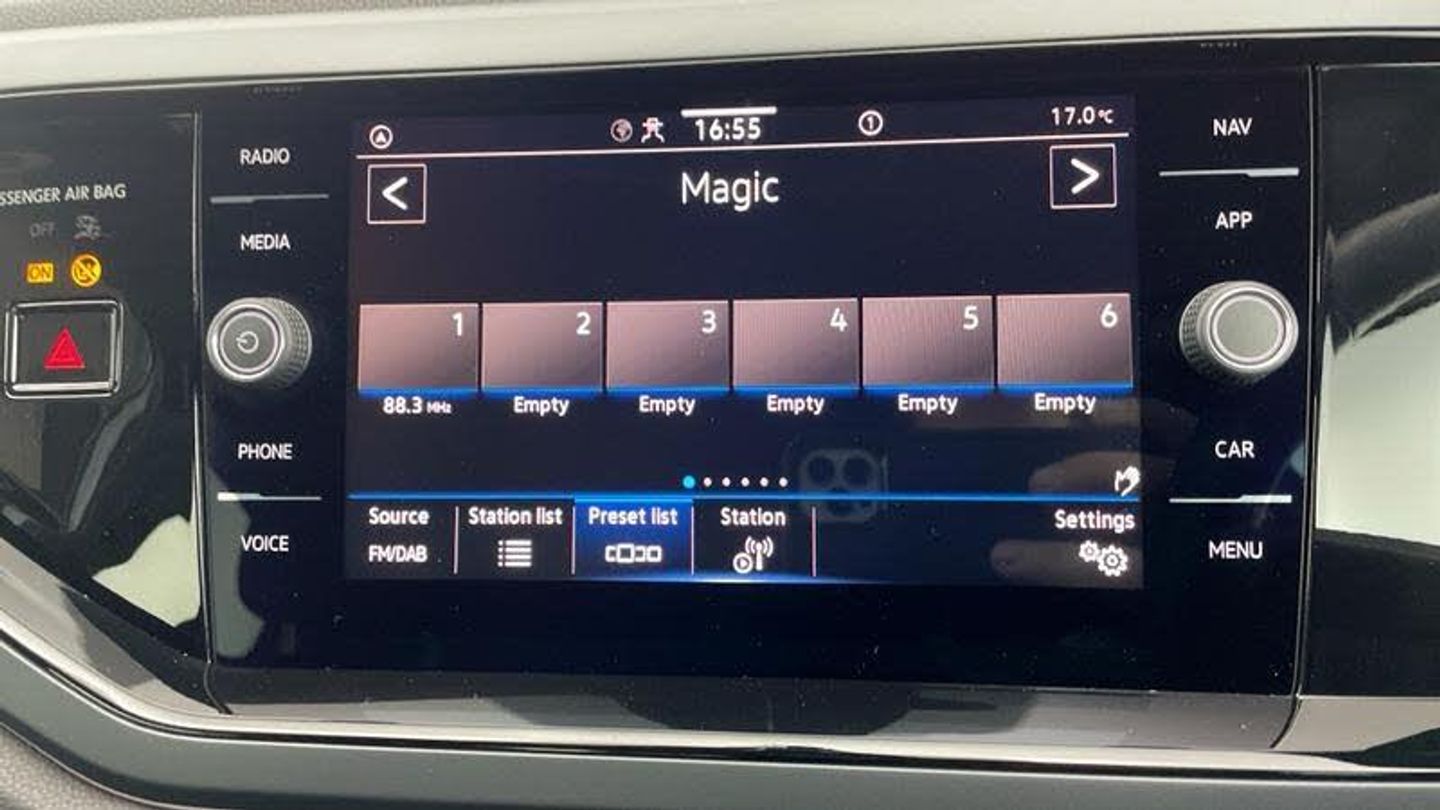 SSENGER AIR BAG
OFF
ON
RADIO
MEDIA
PHONE
VOICE
16:55
1
17.0°C
<
Magic
>
1 2 3 4 5 6
88.3 MHz Empty Empty Empty Empty Empty
Source Station list Preset list Station Settings
FM/DAB
NAV
APP
CAR
MENU